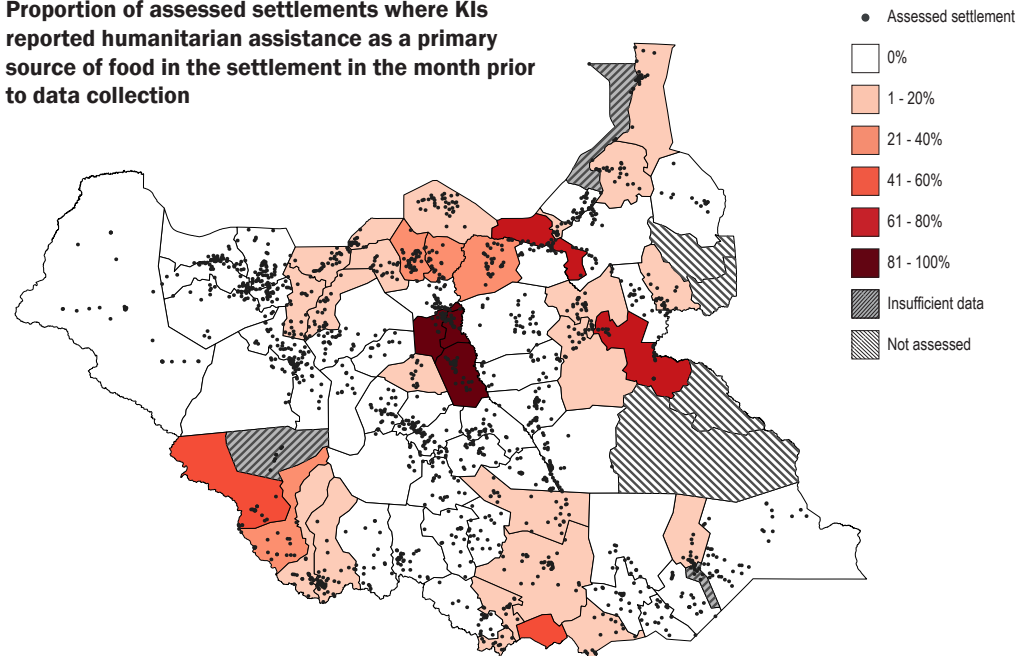 Proportion of assessed settlements where KIs
reported humanitarian assistance as a primary
source of food in the settlement in the month prior
to data collection
Assessed settlement
0%
1 - 20%
21 - 40%
41 - 60%
61 - 80%
81 - 100%
Insufficient data
Not assessed